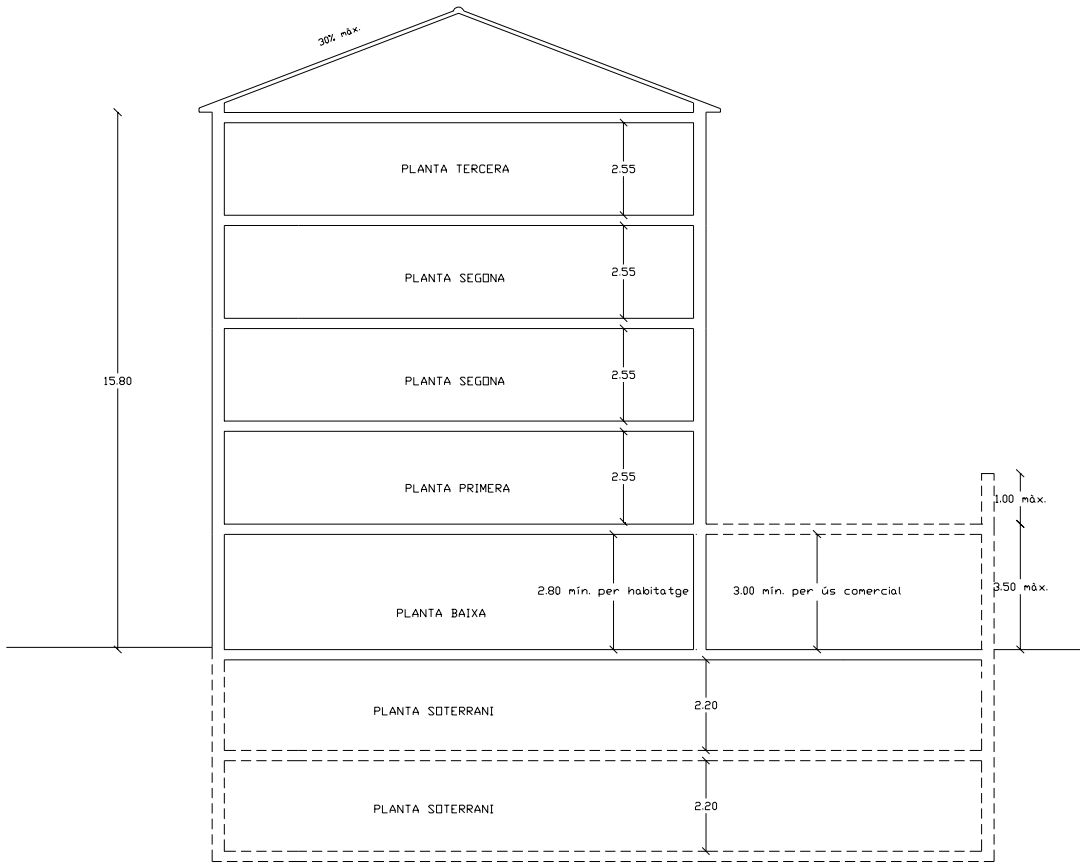 30% màx.
PLANTA TERCERA
2.55
PLANTA SEGONA
2.55
15.80
PLANTA SEGONA
2.55
PLANTA PRIMERA
2.55
1.00 màx.
2.80 mín. per habitatge
3.00 mín. per ús comercial
3.50 màx.
PLANTA BAIXA
PLANTA SOTERRANI
2.20
PLANTA SOTERRANI
2.20